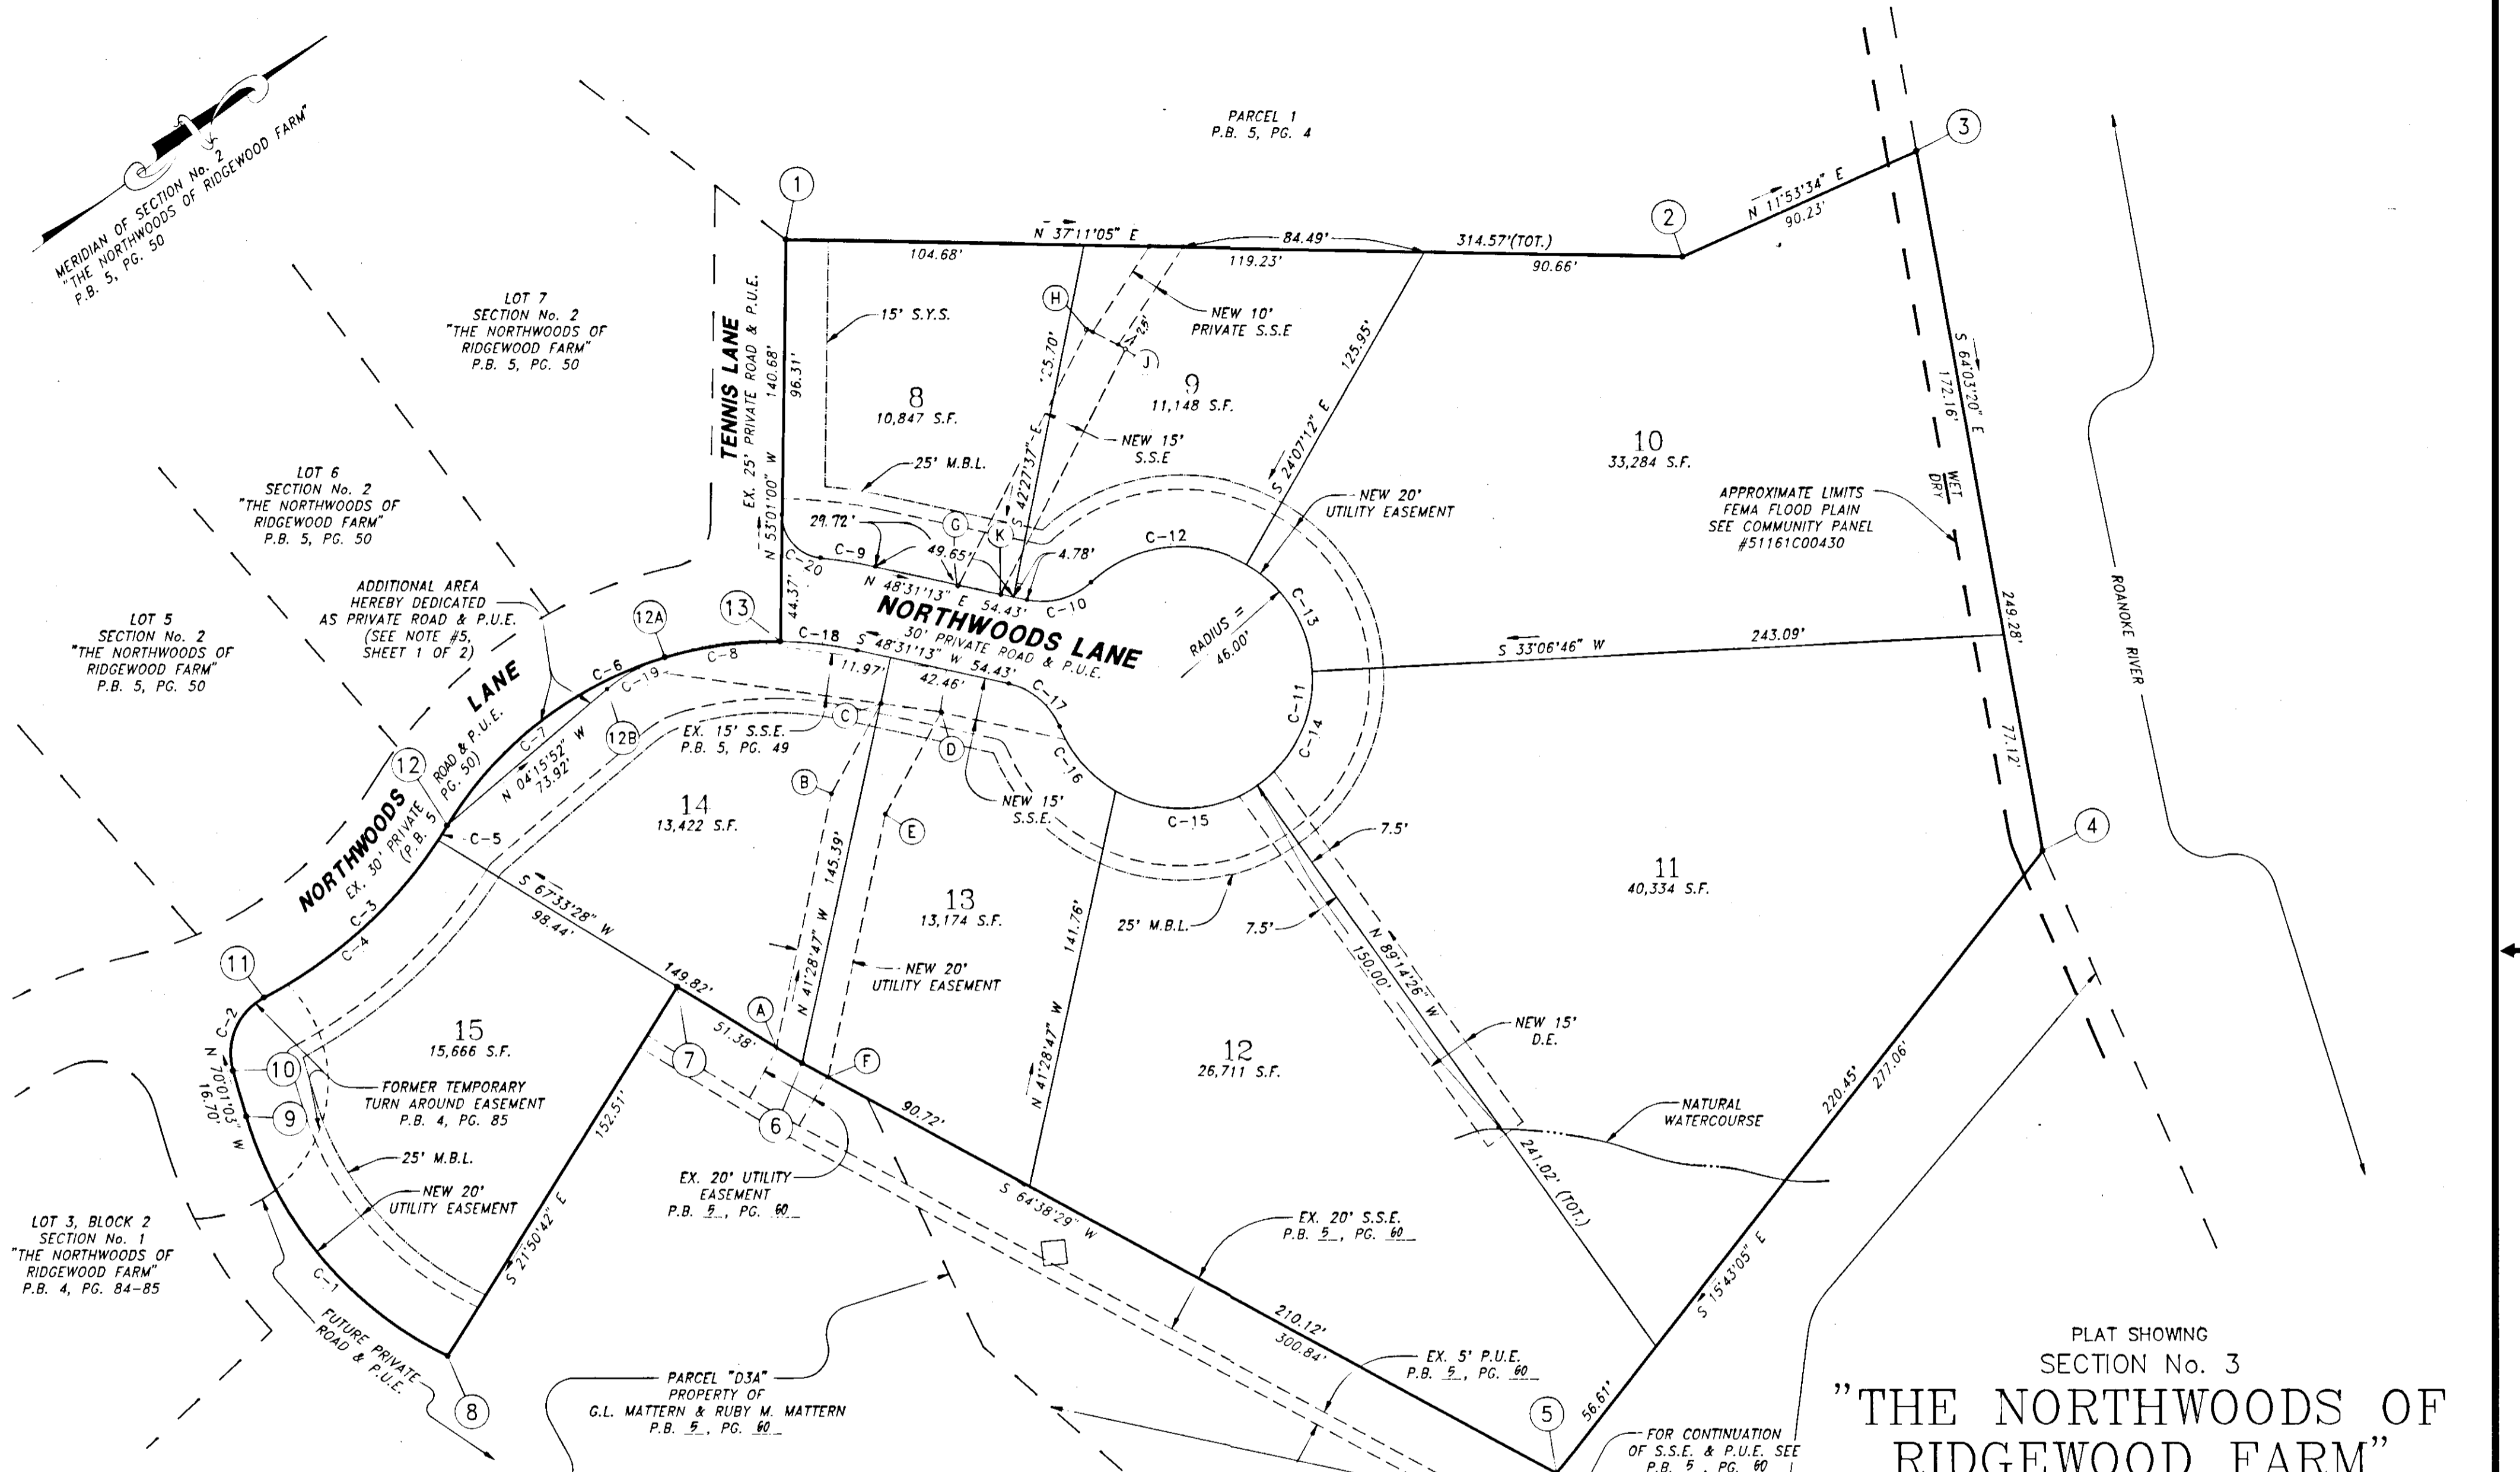 MERIDIAN OF SECTION No. 2
"THE NORTHWOODS OF RIDGEWOOD FARM"
P.B. 5, PG. 50
PARCEL 1
P.B. 5, PG. 4
1
2
3
N 37°11'05" E
84.49'
314.57'(TOT.)
104.68'
119.23'
90.66'
N 11°53'34" E
90.23'
LOT 7
SECTION No. 2
"THE NORTHWOODS OF
RIDGEWOOD FARM"
P.B. 5, PG. 50
TENNIS LANE
EX. 25' PRIVATE ROAD & P.U.E.
N 53°01'00" W
140.68'
96.31'
44.37'
15' S.Y.S.
H
NEW 10'
PRIVATE S.S.E
J
8
10,847 S.F.
9
11,148 S.F.
NEW 15'
S.S.E
25' M.B.L.
S 42°27'37" E
125.95'
S 24°07'12" E
10
33,284 S.F.
S 64°03'20" E
172.16'
WET
DRY
APPROXIMATE LIMITS
FEMA FLOOD PLAIN
SEE COMMUNITY PANEL
#51161C00430
NEW 20'
UTILITY EASEMENT
LOT 6
SECTION No. 2
"THE NORTHWOODS OF
RIDGEWOOD FARM"
P.B. 5, PG. 50
29.72'
G
K
49.65'
4.78'
C-20
C-9
C-10
C-12
C-13
N 48°31'13" E 54.43'
NORTHWOODS LANE
30' PRIVATE ROAD & P.U.E.
S 48°31'13" W 54.43'
RADIUS =
46.00'
ADDITIONAL AREA
HEREBY DEDICATED
AS PRIVATE ROAD & P.U.E.
(SEE NOTE #5,
SHEET 1 OF 2)
12A
13
C-18
C-8
C-6
C-19
11.97'
42.46'
C-17
C-11
C-14
C-16
C-15
LOT 5
SECTION No. 2
"THE NORTHWOODS OF
RIDGEWOOD FARM"
P.B. 5, PG. 50
NORTHWOODS LANE
EX. 30' PRIVATE ROAD & P.U.E.
(P.B. 5 PG. 50)
C-7
N 04°15'52" W
73.92'
12B
12
C-5
EX. 15' S.S.E.
P.B. 5, PG. 49
C
D
B
E
NEW 15'
S.S.E.
S 33°06'46" W
243.09'
249.28'
77.12'
ROANOKE RIVER
4
14
13,422 S.F.
145.39'
N 41°28'47" W
13
13,174 S.F.
141.76'
N 41°28'47" W
25' M.B.L.
7.5'
7.5'
11
40,334 S.F.
C-3
C-4
S 67°33'28" W
98.44'
149.82'
51.38'
NEW 20'
UTILITY EASEMENT
N 89°14'26" W
150.00'
11
C-2
N 70°01'03" W
16.70'
10
9
15
15,666 S.F.
FORMER TEMPORARY
TURN AROUND EASEMENT
P.B. 4, PG. 85
25' M.B.L.
NEW 20'
UTILITY EASEMENT
A
7
F
6
90.72'
152.51'
S 21°50'42" E
NEW 15'
D.E.
12
26,711 S.F.
NATURAL
WATERCOURSE
220.45'
277.06'
241.02' (TOT.)
EX. 20' UTILITY
EASEMENT
P.B. 5, PG. 60
S 64°38'29" W
EX. 20' S.S.E.
P.B. 5, PG. 60
LOT 3, BLOCK 2
SECTION No. 1
"THE NORTHWOODS OF
RIDGEWOOD FARM"
P.B. 4, PG. 84-85
C-1
FUTURE PRIVATE
ROAD & P.U.E.
8
PARCEL "D3A"
PROPERTY OF
G.L. MATTERN & RUBY M. MATTERN
P.B. 5, PG. 60
210.12'
300.84'
EX. 5' P.U.E.
P.B. 5, PG. 60
S 15°43'05" E
56.61'
5
FOR CONTINUATION
OF S.S.E. & P.U.E. SEE
P.B. 5, PG. 60
PLAT SHOWING
SECTION No. 3
"THE NORTHWOODS OF
RIDGEWOOD FARM"